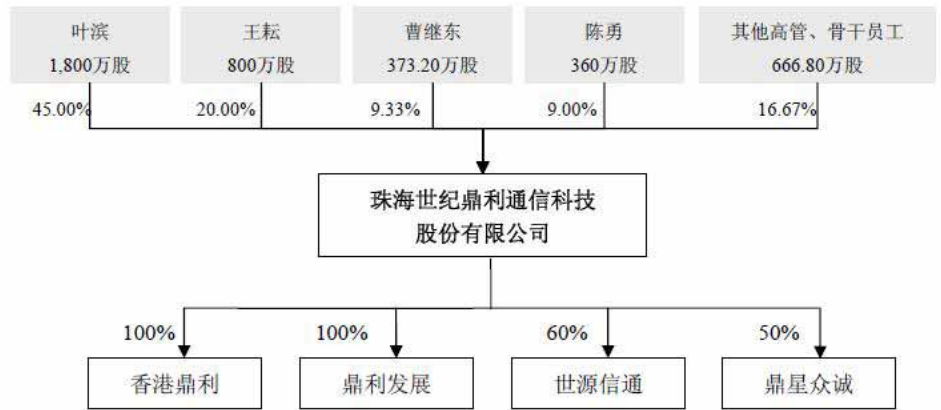 叶滨
1,800万股
王耘
800万股
曹继东
373.20万股
陈勇
360万股
其他高管、骨干员工
666.80万股
45.00%
20.00%
9.33%
9.00%
16.67%
珠海世纪鼎利通信科技
股份有限公司
100%
100%
60%
50%
香港鼎利
鼎利发展
世源信通
鼎星众诚